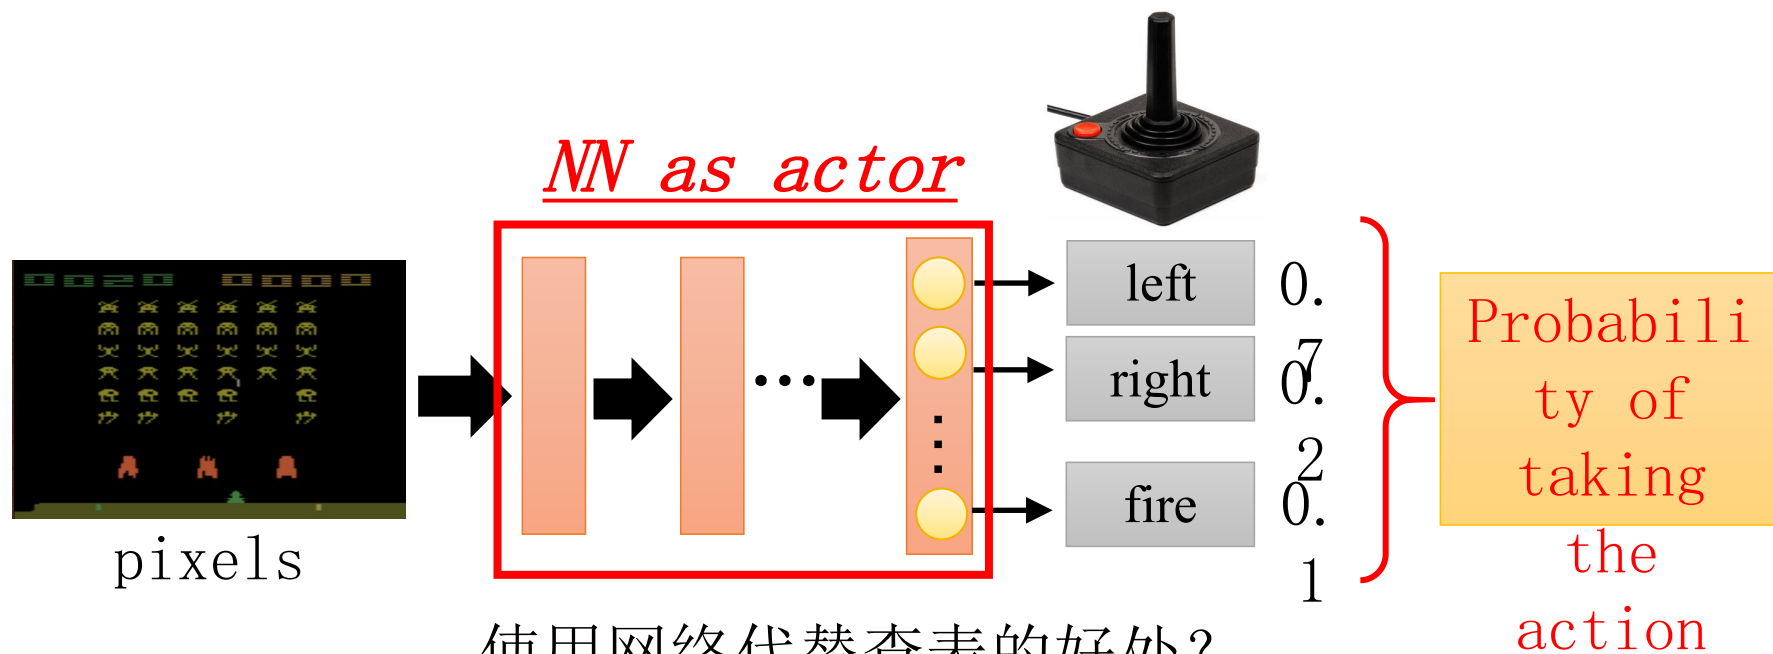 NN as actor
left
0.7
right
0.2
fire
0.1
pixels
Probabili
ty of
taking
the
action
使用网络代替查表的好处?